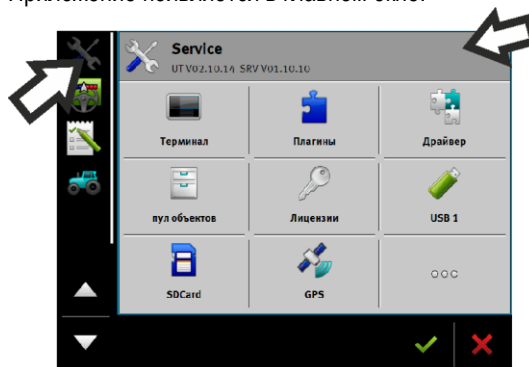 Приложение появляется в главном окне.
Service
UT V02.10.14 SRV V01.10.10
Терминал
Плагины
Драйвер
пул объектов
Лицензии
USB 1
SDCard
GPS